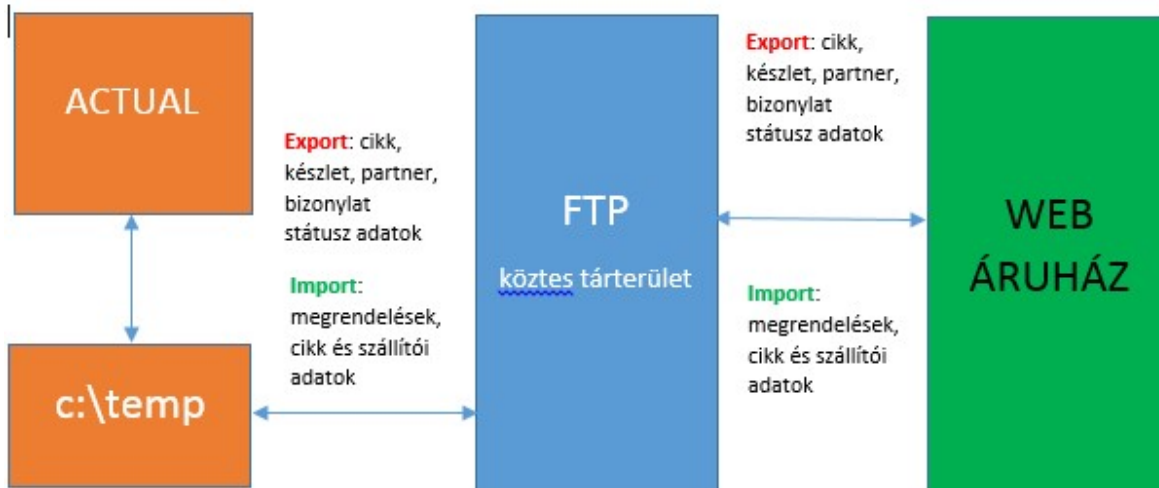 ACTUAL
c:\temp
Export: cikk,
készlet, partner,
bizonylat
státusz adatok
Import:
megrendelések,
cikk és szállítói
adatok
FTP
köztes tárterület
Export: cikk,
készlet, partner,
bizonylat
státusz adatok
Import:
megrendelések,
cikk és szállítói
adatok
WEB
ÁRUHÁZ